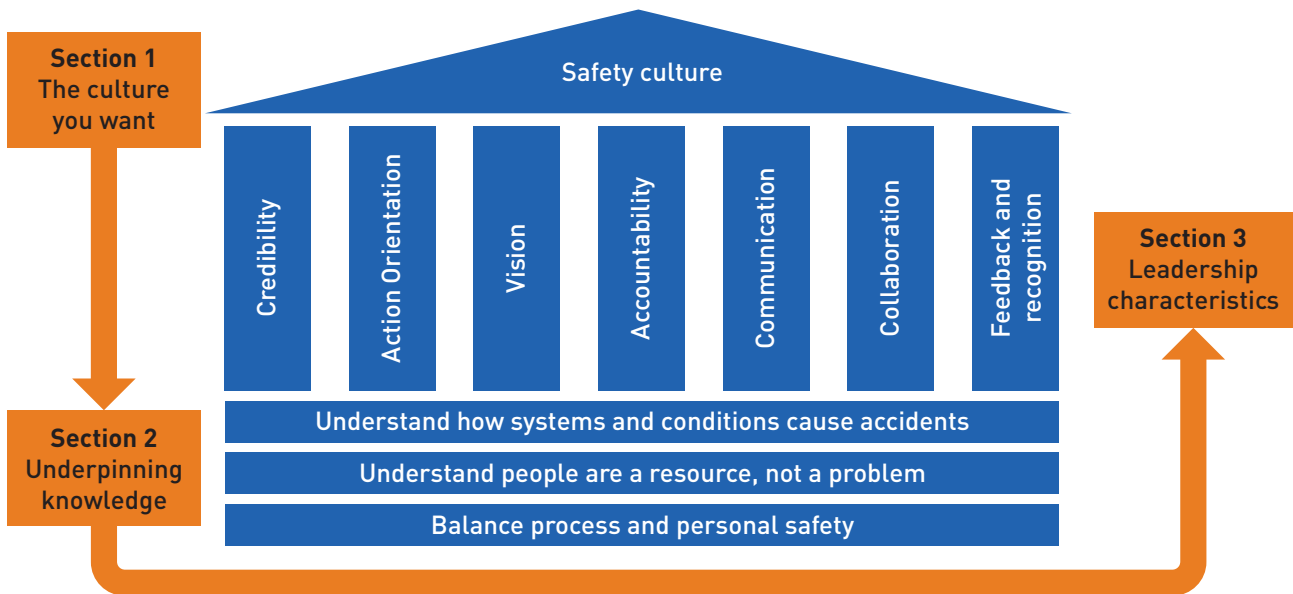 Section 1
The culture
you want
Safety culture
Credibility
Action Orientation
Vision
Accountability
Communication
Collaboration
Feedback and
recognition
Section 3
Leadership
characteristics
Section 2
Underpinning
knowledge
Understand how systems and conditions cause accidents
Understand people are a resource, not a problem
Balance process and personal safety